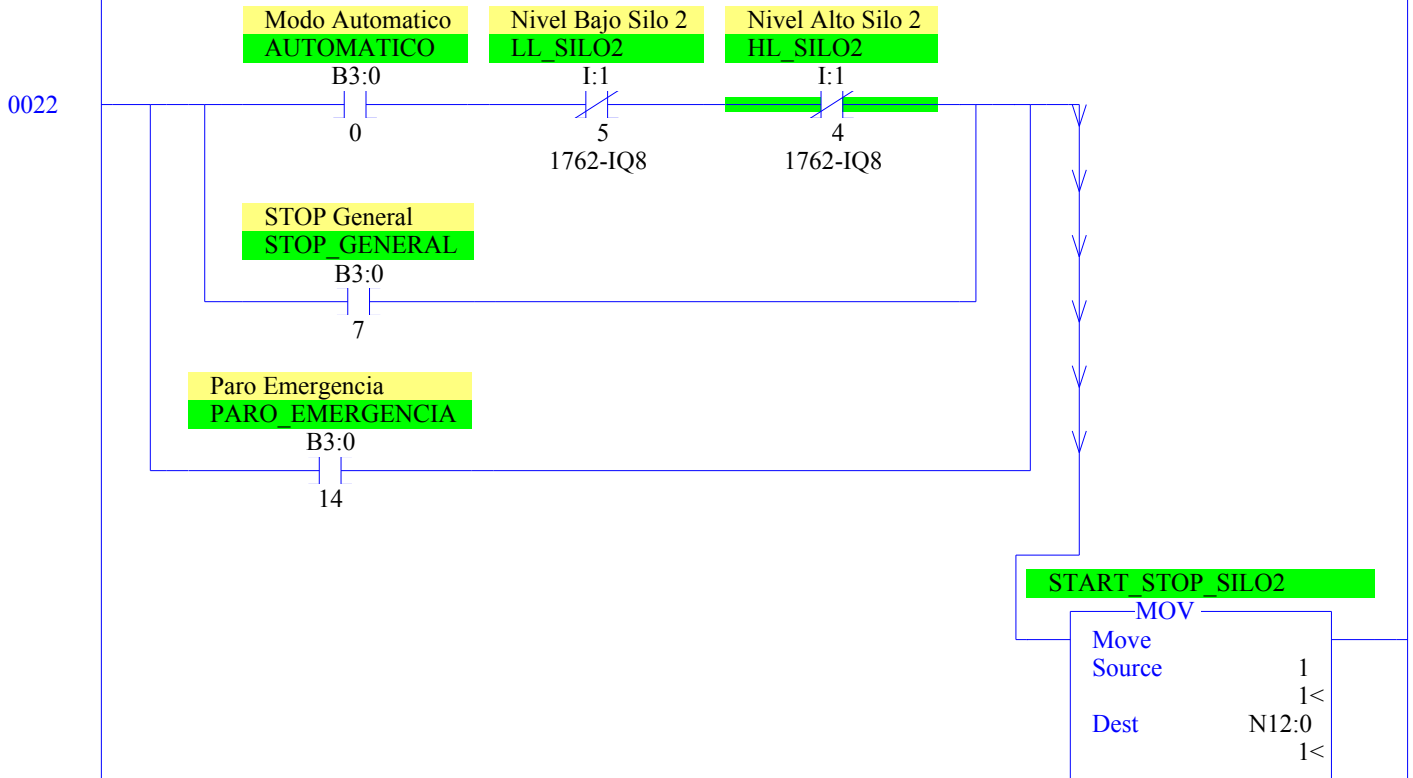 Modo Automatico
AUTOMATICO
B3:0
0
Nivel Bajo Silo 2
LL_SILO2
I:1
5
1762-IQ8
Nivel Alto Silo 2
HL_SILO2
I:1
4
1762-IQ8
0022
STOP General
STOP_GENERAL
B3:0
7
Paro Emergencia
PARO_EMERGENCIA
B3:0
14
START_STOP_SILO2
MOV
Move
Source 1
1<
Dest N12:0
1<